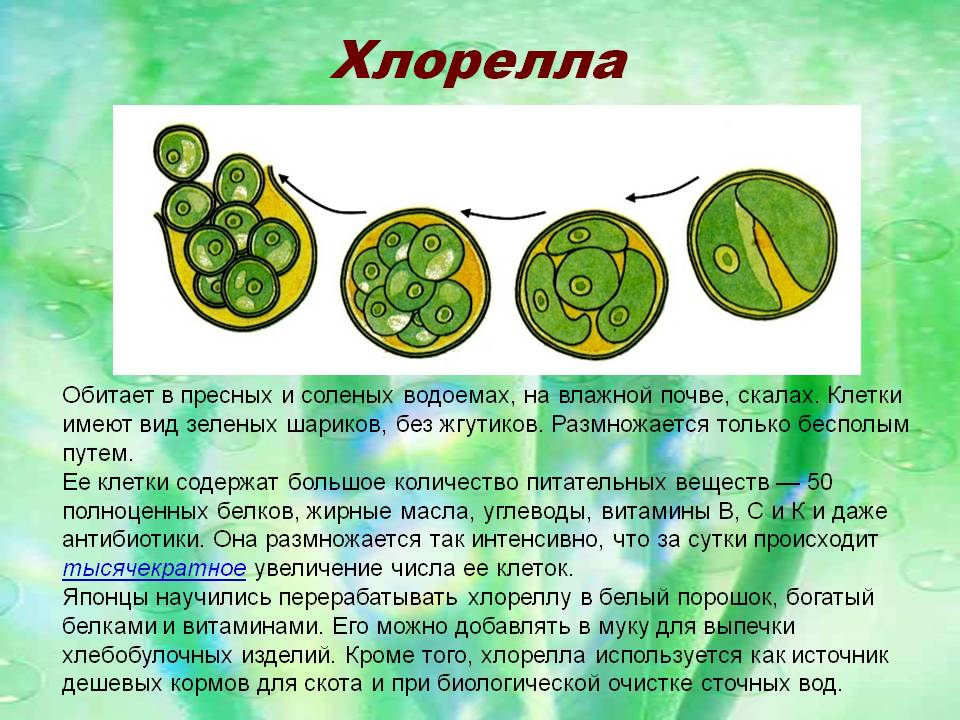 Хлорелла
Обитает в пресных и соленых водоемах, на влажной почве, скалах. Клетки
имеют вид зеленых шариков, без жгутиков. Размножается только бесполым
путем.
Ее клетки содержат большое количество питательных веществ — 50
полноценных белков, жирные масла, углеводы, витамины В, С и К и даже
антибиотики. Она размножается так интенсивно, что за сутки происходит
тысячекратное увеличение числа ее клеток.
Японцы научились перерабатывать хлореллу в белый порошок, богатый
белками и витаминами. Его можно добавлять в муку для выпечки
хлебобулочных изделий. Кроме того, хлорелла используется как источник
дешевых кормов для скота и при биологической очистке сточных вод.